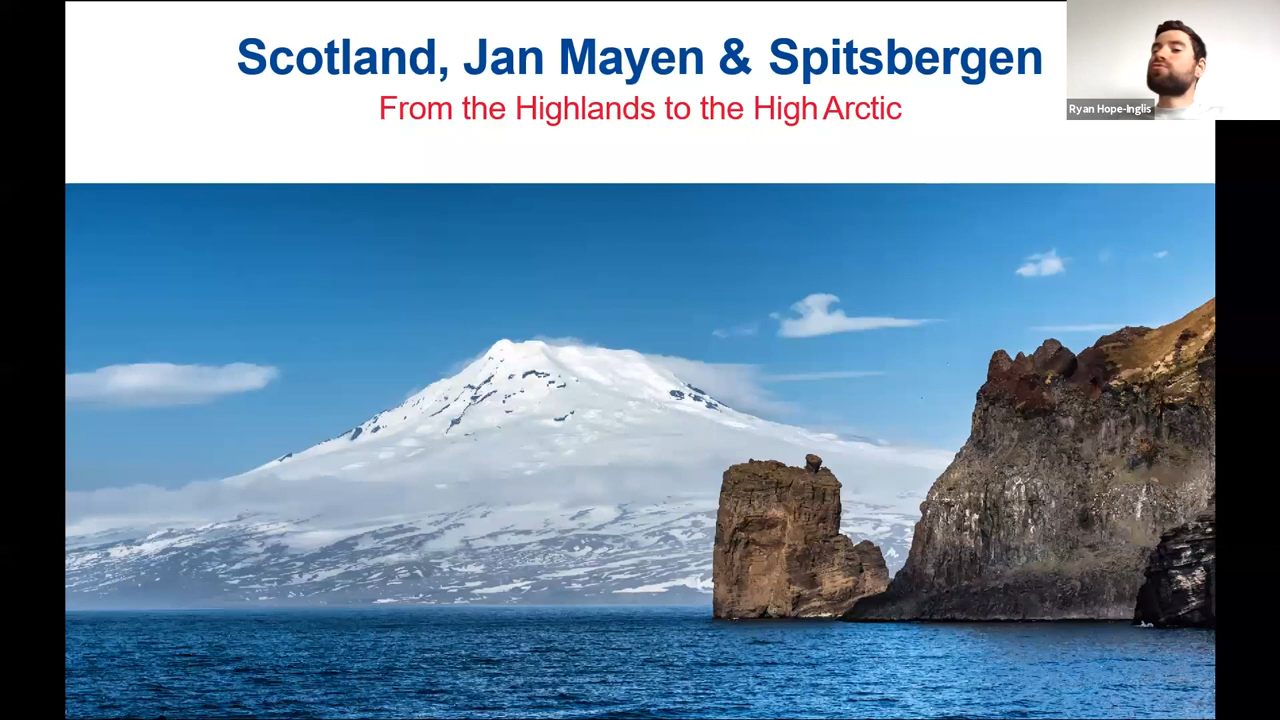 Scotland, Jan Mayen & Spitsbergen
From the Highlands to the High Arctic
Ryan Hope-Inglis